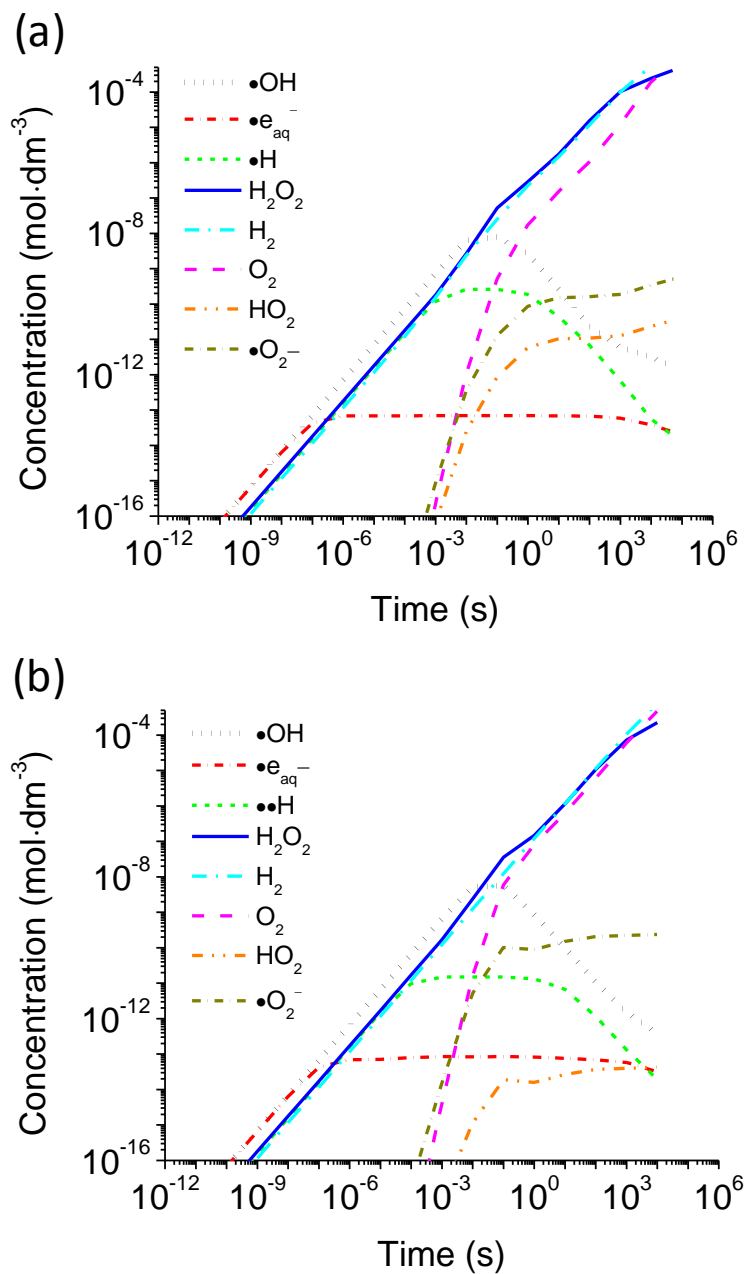 (a)
Concentration (mol·dm⁻³)
10⁻⁴
10⁻⁸
10⁻¹²
10⁻¹⁶
●OH
●e_aq⁻
●H
H₂O₂
H₂
O₂
HO₂
●O₂–
10⁻¹² 10⁻⁹ 10⁻⁶ 10⁻³ 10⁰ 10³ 10⁶
Time (s)
(b)
Concentration (mol·dm⁻³)
10⁻⁴
10⁻⁸
10⁻¹²
10⁻¹⁶
●OH
●e_aq–
●●H
H₂O₂
H₂
O₂
HO₂
●O₂⁻
10⁻¹² 10⁻⁹ 10⁻⁶ 10⁻³ 10⁰ 10³ 10⁶
Time (s)